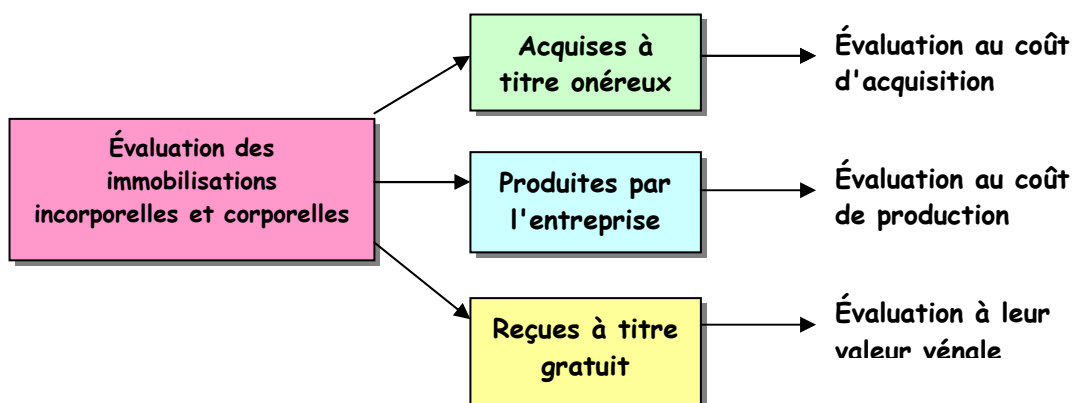 Évaluation des
immobilisations
incorporelles et corporelles
Acquises à
titre onéreux
Évaluation au coût
d'acquisition
Produites par
l'entreprise
Évaluation au coût
de production
Reçues à titre
gratuit
Évaluation à leur
valeur vénale